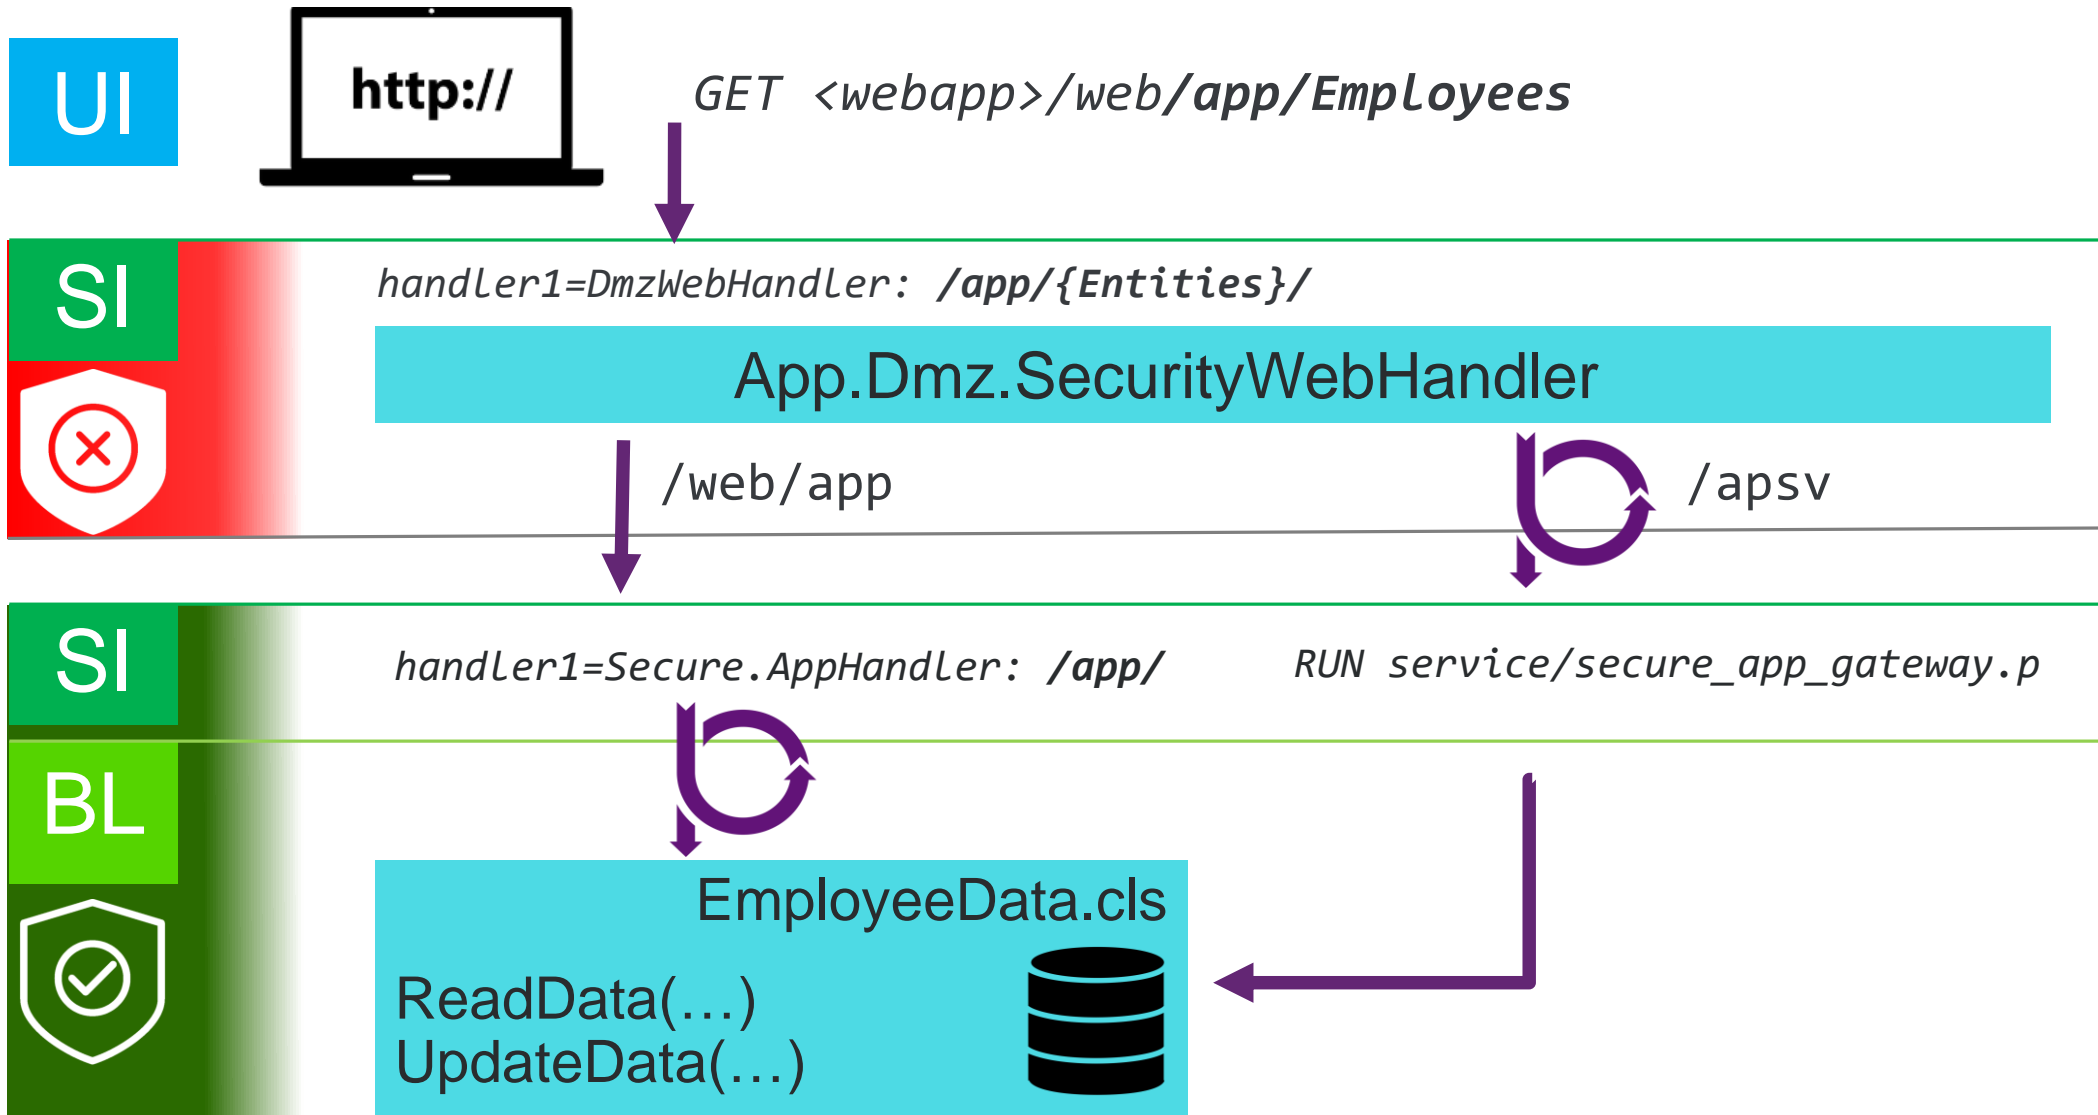 UI
http://
GET <webapp>/web/app/Employees
SI
handler1=DmzWebHandler: /app/{Entities}/
App.Dmz.SecurityWebHandler
/web/app
/apsv
SI
handler1=Secure.AppHandler: /app/
RUN service/secure_app_gateway.p
BL
EmployeeData.cls
ReadData(…)
UpdateData(…)